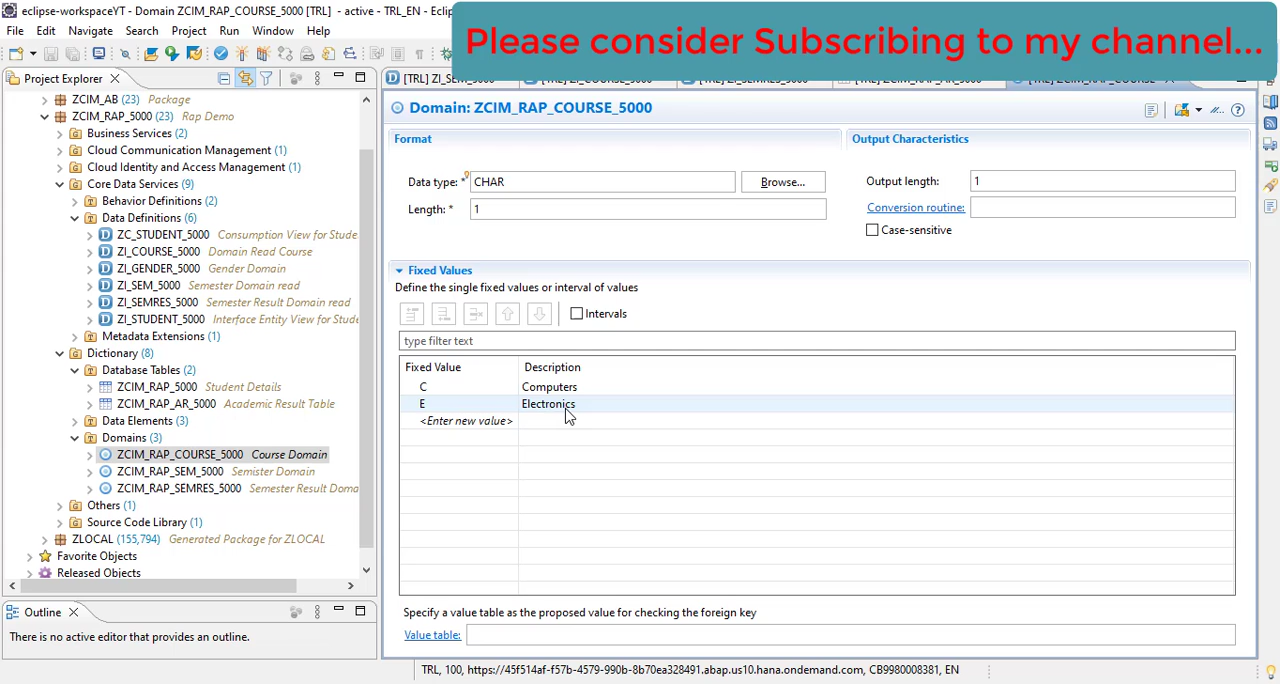 eclipse-workspaceYT - Domain ZCIM_RAP_COURSE_5000 [TRL] - active - TRL_EN - Eclip
Please consider Subscribing to my channel...
File Edit Navigate Search Project Run Window Help
Project Explorer
ZCIM_AB (23) Package
ZCIM_RAP_5000 (23) Rap Demo
Business Services (2)
Cloud Communication Management (1)
Cloud Identity and Access Management (1)
Core Data Services (9)
Behavior Definitions (2)
Data Definitions (6)
ZC_STUDENT_5000 Consumption View for Stude
ZI_COURSE_5000 Domain Read Course
ZI_GENDER_5000 Gender Domain
ZI_SEM_5000 Semester Domain read
ZI_SEMRES_5000 Semester Result Domain read
ZI_STUDENT_5000 Interface Entity View for Stude
Metadata Extensions (1)
Dictionary (8)
Database Tables (2)
ZCIM_RAP_5000 Student Details
ZCIM_RAP_AR_5000 Academic Result Table
Data Elements (3)
Domains (3)
ZCIM_RAP_COURSE_5000 Course Domain
ZCIM_RAP_SEM_5000 Semister Domain
ZCIM_RAP_SEMRES_5000 Semester Result Doma
Others (1)
Source Code Library (1)
ZLOCAL (155,794) Generated Package for ZLOCAL
Favorite Objects
Released Objects
Outline
There is no active editor that provides an outline.
Domain: ZCIM_RAP_COURSE_5000
Format
Data type: * CHAR Browse...
Length: * 1
Output Characteristics
Output length: 1
Conversion routine:
Case-sensitive
Fixed Values
Define the single fixed values or interval of values
Intervals
type filter text
Fixed Value Description
C Computers
E Electronics
<Enter new value>
Specify a value table as the proposed value for checking the foreign key
Value table:
TRL, 100, https://45f514af-f57b-4579-990b-8b70ea328491.abap.us10.hana.ondemand.com, CB9980008381, EN